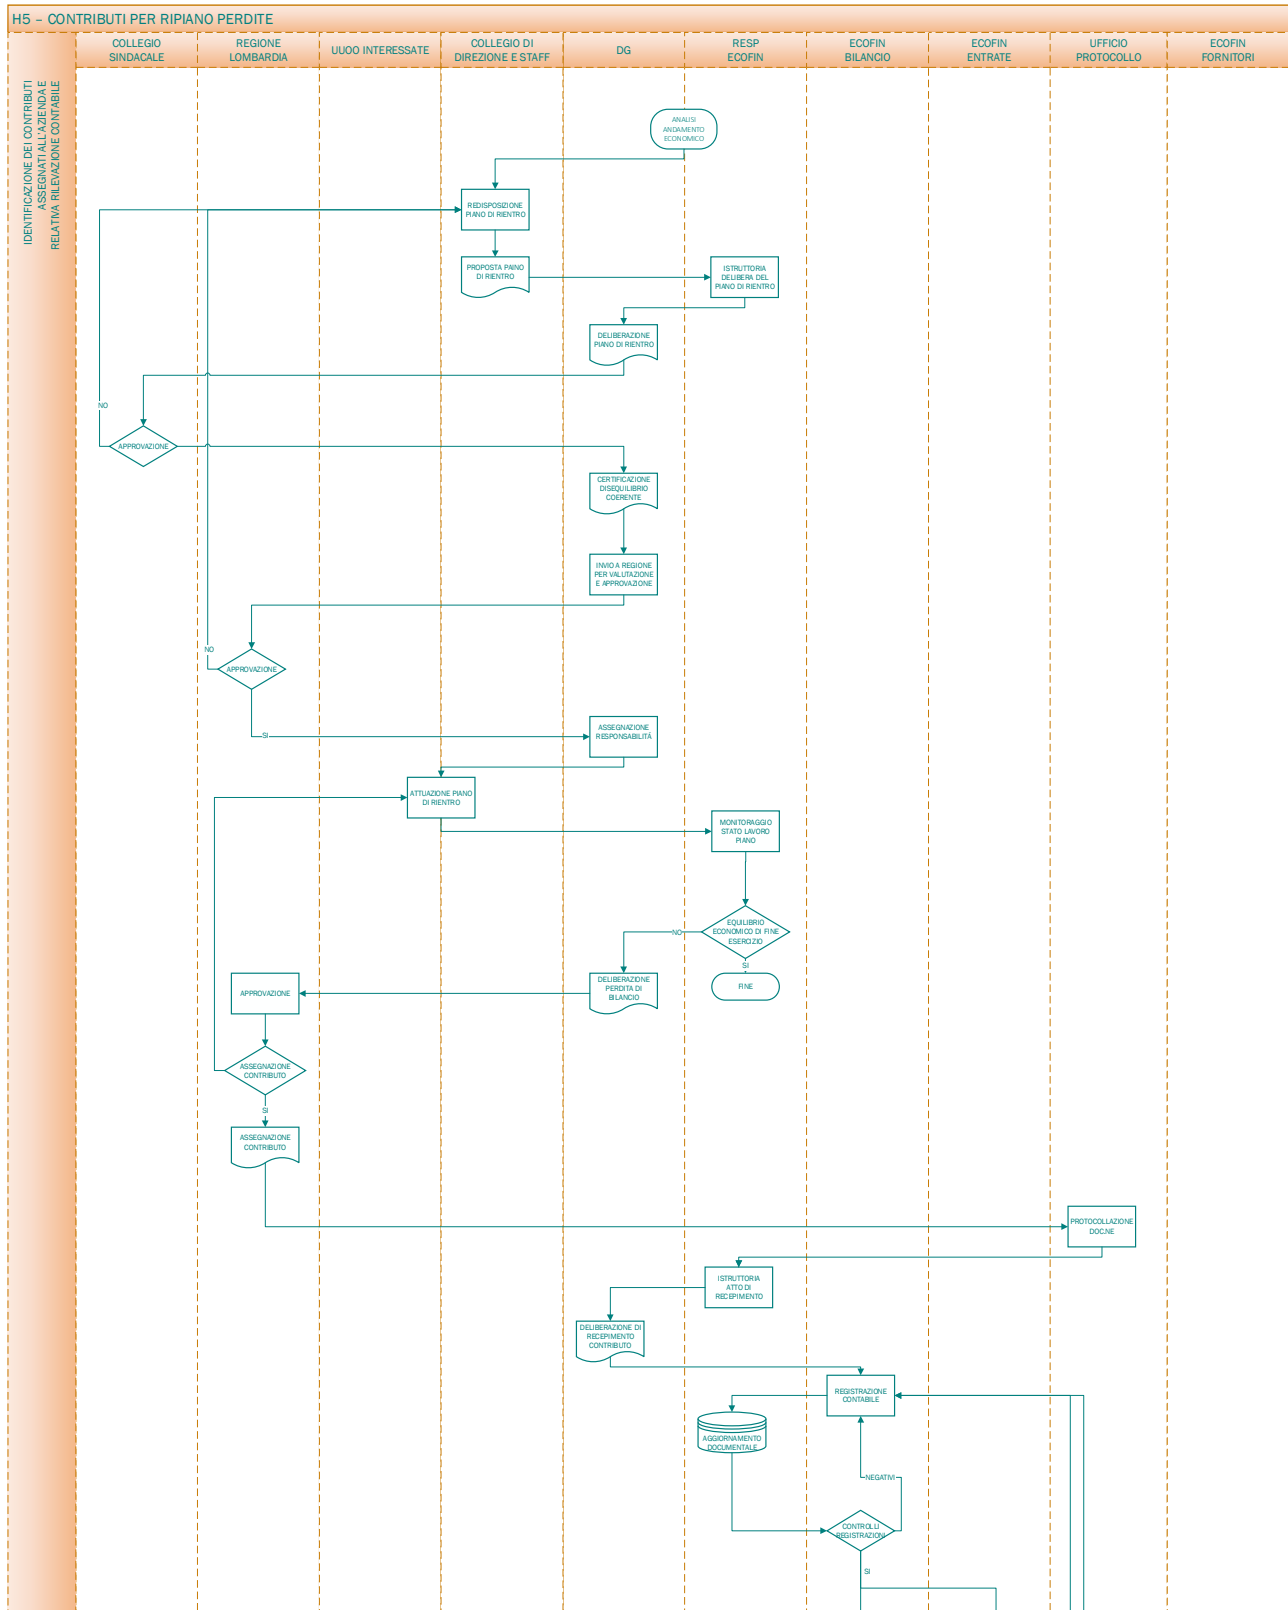 H5 – CONTRIBUTI PER RIPIANO PERDITE
COLLEGIO
SINDACALE
REGIONE
LOMBARDIA
UUOO INTERESSATE
COLLEGIO DI
DIREZIONE E STAFF
DG
RESP
ECOFIN
ECOFIN
BILANCIO
ECOFIN
ENTRATE
UFFICIO
PROTOCOLLO
ECOFIN
FORNITORI
IDENTIFICAZIONE DEI CONTRIBUTI
ASSEGNATI ALL'AZIENDA E
RELATIVA RILEVAZIONE CONTABILE
ANALISI
ANDAMENTO
ECONOMICO
REDISPOSIZIONE
PIANO DI RIENTRO
PROPOSTA PAINO
DI RIENTRO
ISTRUTTORIA
DELIBERA DEL
PIANO DI RIENTRO
DELIBERAZIONE
PIANO DI RIENTRO
NO
APPROVAZIONE
CERTIFICAZIONE
DISEQUILIBRIO
COERENTE
INVIO A REGIONE
PER VALUTAZIONE
E APPROVAZIONE
NO
APPROVAZIONE
SI
ASSEGNAZIONE
RESPONSABILITÀ
ATTUAZIONE PIANO
DI RIENTRO
MONITORAGGIO
STATO LAVORO
PIANO
EQUILIBRIO
ECONOMICO DI FINE
ESERCIZIO
NO
SI
FINE
DELIBERAZIONE
PERDITA DI
BILANCIO
APPROVAZIONE
ASSEGNAZIONE
CONTRIBUTO
SI
ASSEGNAZIONE
CONTRIBUTO
PROTOCOLLAZIONE
DOC.NE
ISTRUTTORIA
ATTO DI
RECEPIMENTO
DELIBERAZIONE DI
RECEPIMENTO
CONTRIBUTO
REGISTRAZIONE
CONTABILE
AGGIORNAMENTO
DOCUMENTALE
NEGATIVI
CONTROLLI
REGISTRAZIONI
SI